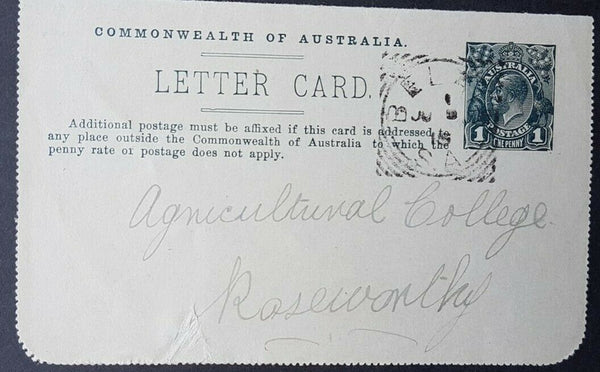 COMMONWEALTH OF AUSTRALIA.
LETTER CARD.
Additional postage must be affixed if this card is addressed to
any place outside the Commonwealth of Australia to which the
penny rate of postage does not apply.
AUSTRALIA
POSTAGE
1 1
ONE PENNY
Agricultural College
Roseworthy